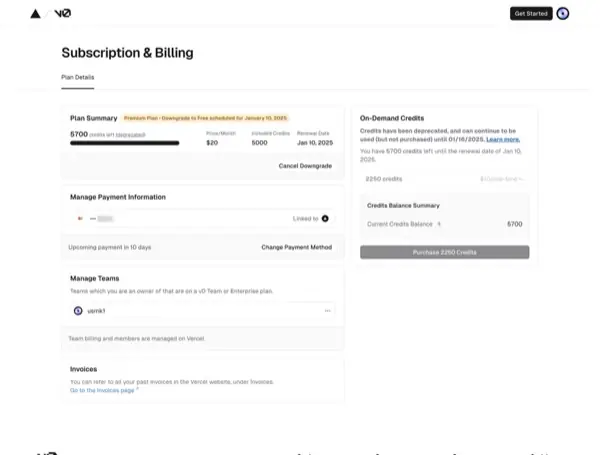 v0
Get Started
Subscription & Billing
Plan Details
Plan Summary
Premium Plan - Downgrade to Free scheduled for January 10, 2025
5700 credits left (deprecated)
Price/Month
Included Credits
Renewal Date
$20
5000
Jan 10, 2025
Cancel Downgrade
Manage Payment Information
Linked to
Upcoming payment in 10 days
Change Payment Method
Manage Teams
Teams which you are an owner of that are on a v0 Team or Enterprise plan.
Team billing and members are managed on Vercel.
Invoices
You can refer to all your past invoices in the Vercel website, under Invoices.
Go to the Invoices page
On-Demand Credits
Credits have been deprecated, and can continue to be
used (but not purchased) until 01/16/2025. Learn more.
You have 5700 credits left until the renewal date of Jan 10,
2025.
2250 credits
Credits Balance Summary
Current Credits Balance
5700
Purchase 2250 Credits